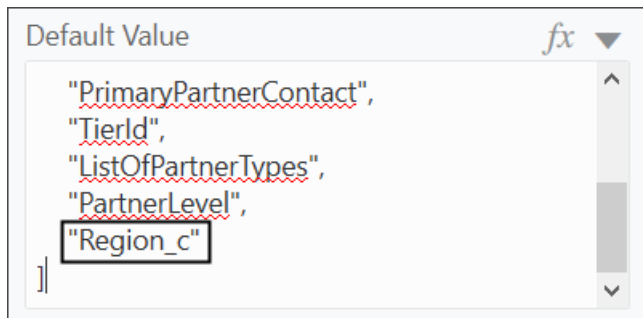 Default Value fx
"PrimaryPartnerContact",
"TierId",
"ListOfPartnerTypes",
"PartnerLevel",
"Region_c"
]